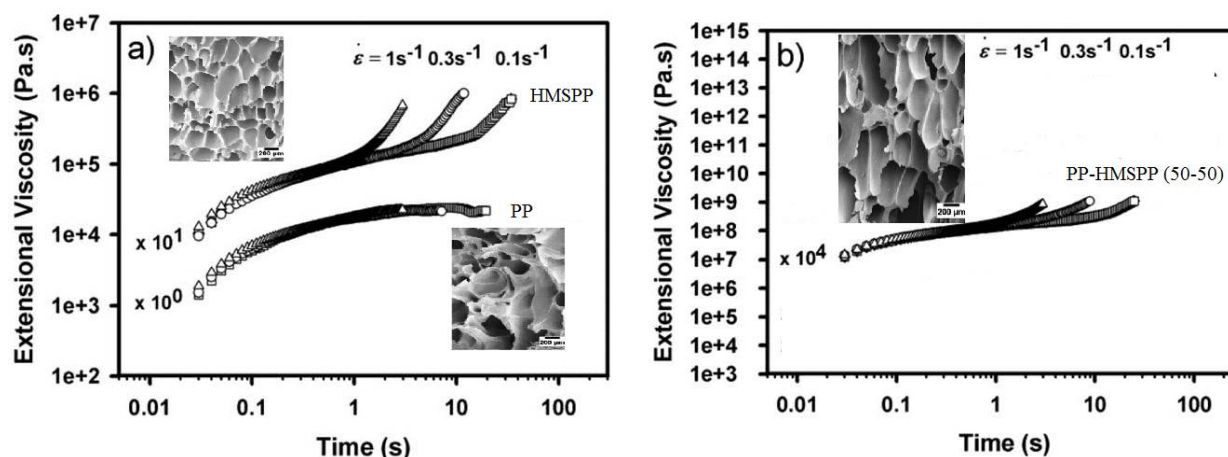 a)
ε = 1s⁻¹ 0.3s⁻¹ 0.1s⁻¹
1e+7
1e+6
1e+5
1e+4
1e+3
1e+2
Extensional Viscosity (Pa.s)
HMSPP
PP
x 10¹
x 10⁰
200 µm
200 µm
0.01 0.1 1 10 100
Time (s)
b)
ε = 1s⁻¹ 0.3s⁻¹ 0.1s⁻¹
1e+15
1e+14
1e+13
1e+12
1e+11
1e+10
1e+9
1e+8
1e+7
1e+6
1e+5
1e+4
1e+3
Extensional Viscosity (Pa.s)
200 µm
PP-HMSPP (50-50)
x 10⁴
0.01 0.1 1 10 100
Time (s)